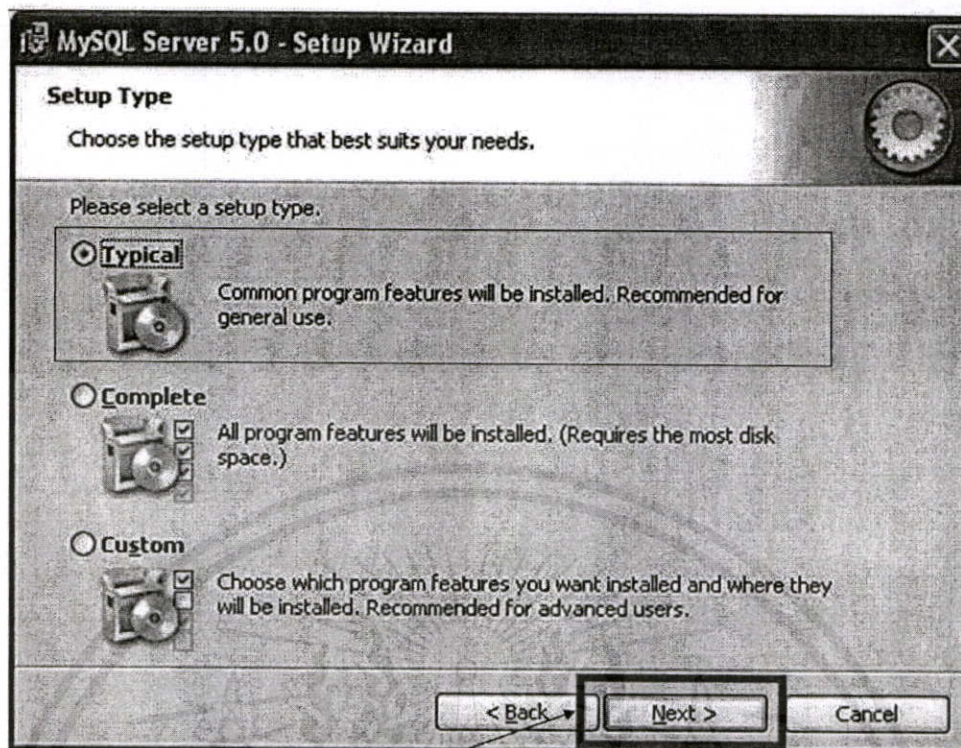 MySQL Server 5.0 - Setup Wizard
Setup Type
Choose the setup type that best suits your needs.
Please select a setup type.
Typical
Common program features will be installed. Recommended for
general use.
Complete
All program features will be installed. (Requires the most disk
space.)
Custom
Choose which program features you want installed and where they
will be installed. Recommended for advanced users.
< Back
Next >
Cancel